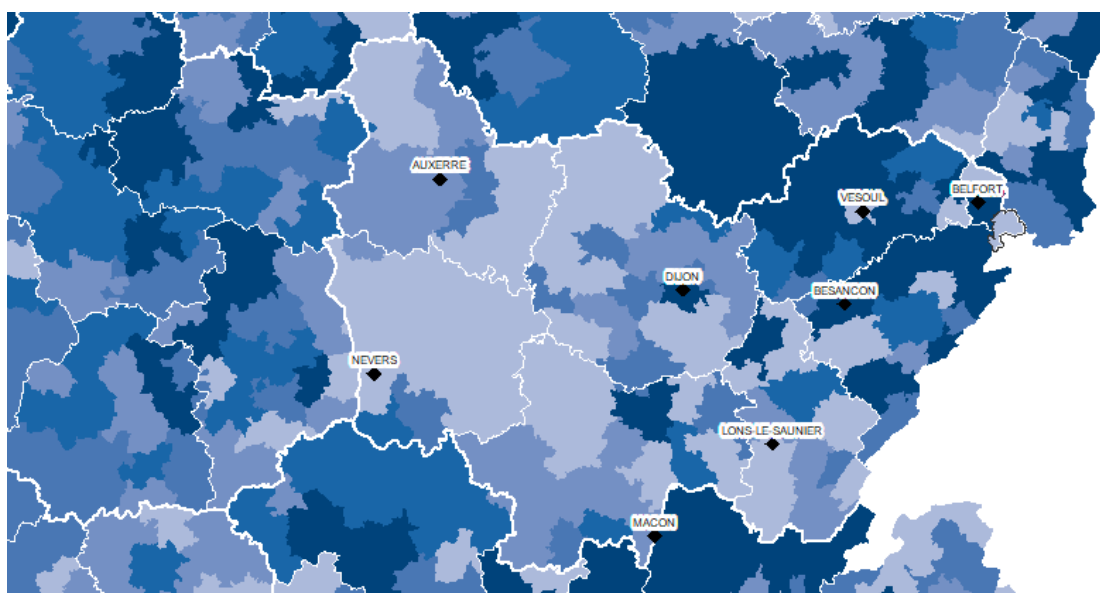 AUXERRE
BELFORT
VESOUL
DIJON
BESANCON
NEVERS
LONS-LE-SAUNIER
MACON